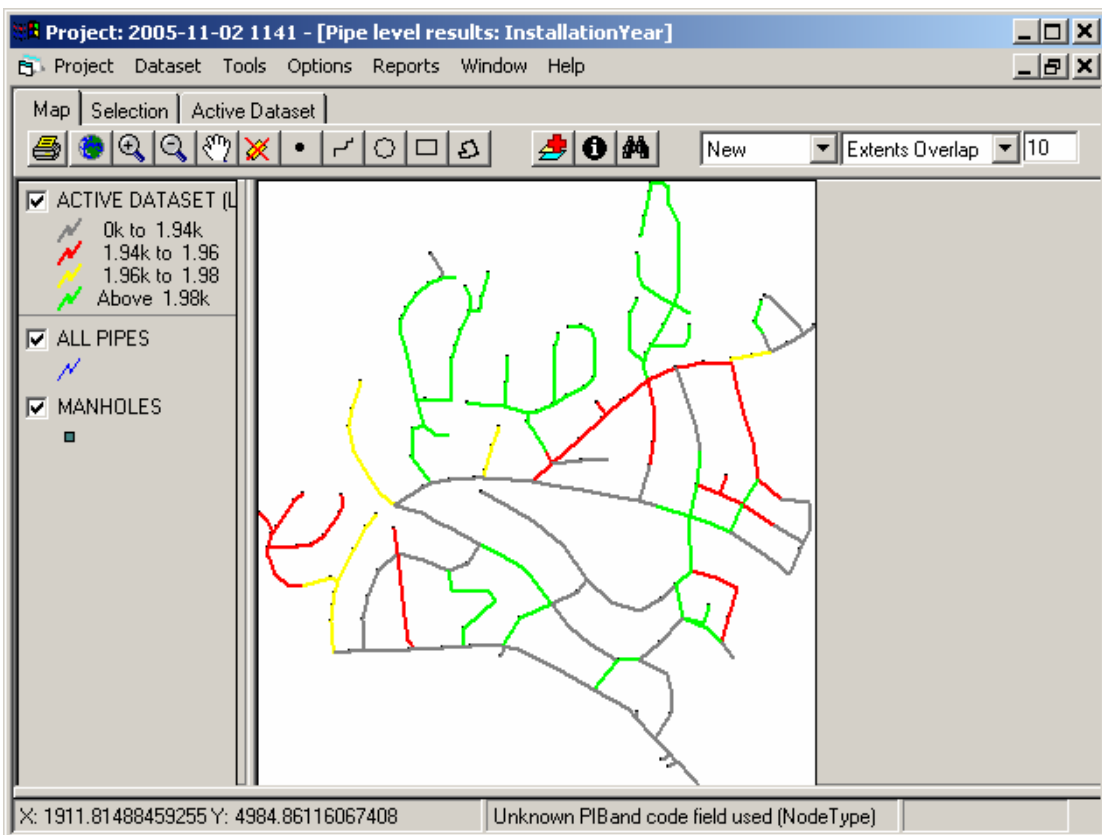 Project: 2005-11-02 1141 - [Pipe level results: InstallationYear]
Project Dataset Tools Options Reports Window Help
Map Selection Active Dataset
New Extents Overlap 10
ACTIVE DATASET (L
0k to 1.94k
1.94k to 1.96
1.96k to 1.98
Above 1.98k
ALL PIPES
MANHOLES
X: 1911.81488459255 Y: 4984.86116067408 Unknown PIBand code field used (NodeType)